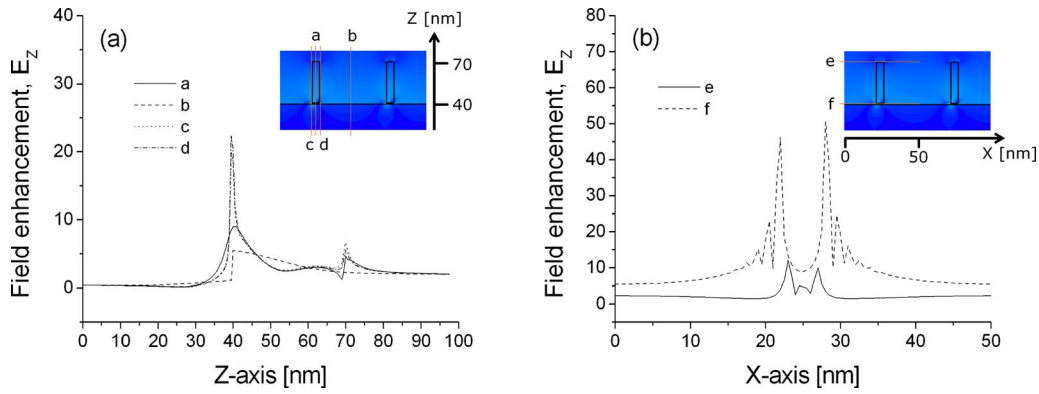 (a)
Field enhancement, E_Z
40
30
20
10
0
0 10 20 30 40 50 60 70 80 90 100
Z-axis [nm]
a
b
c
d
a b
c d
Z [nm]
70
40
(b)
Field enhancement, E_Z
80
70
60
50
40
30
20
10
0
0 10 20 30 40 50
X-axis [nm]
e
f
e
f
0 50
X [nm]